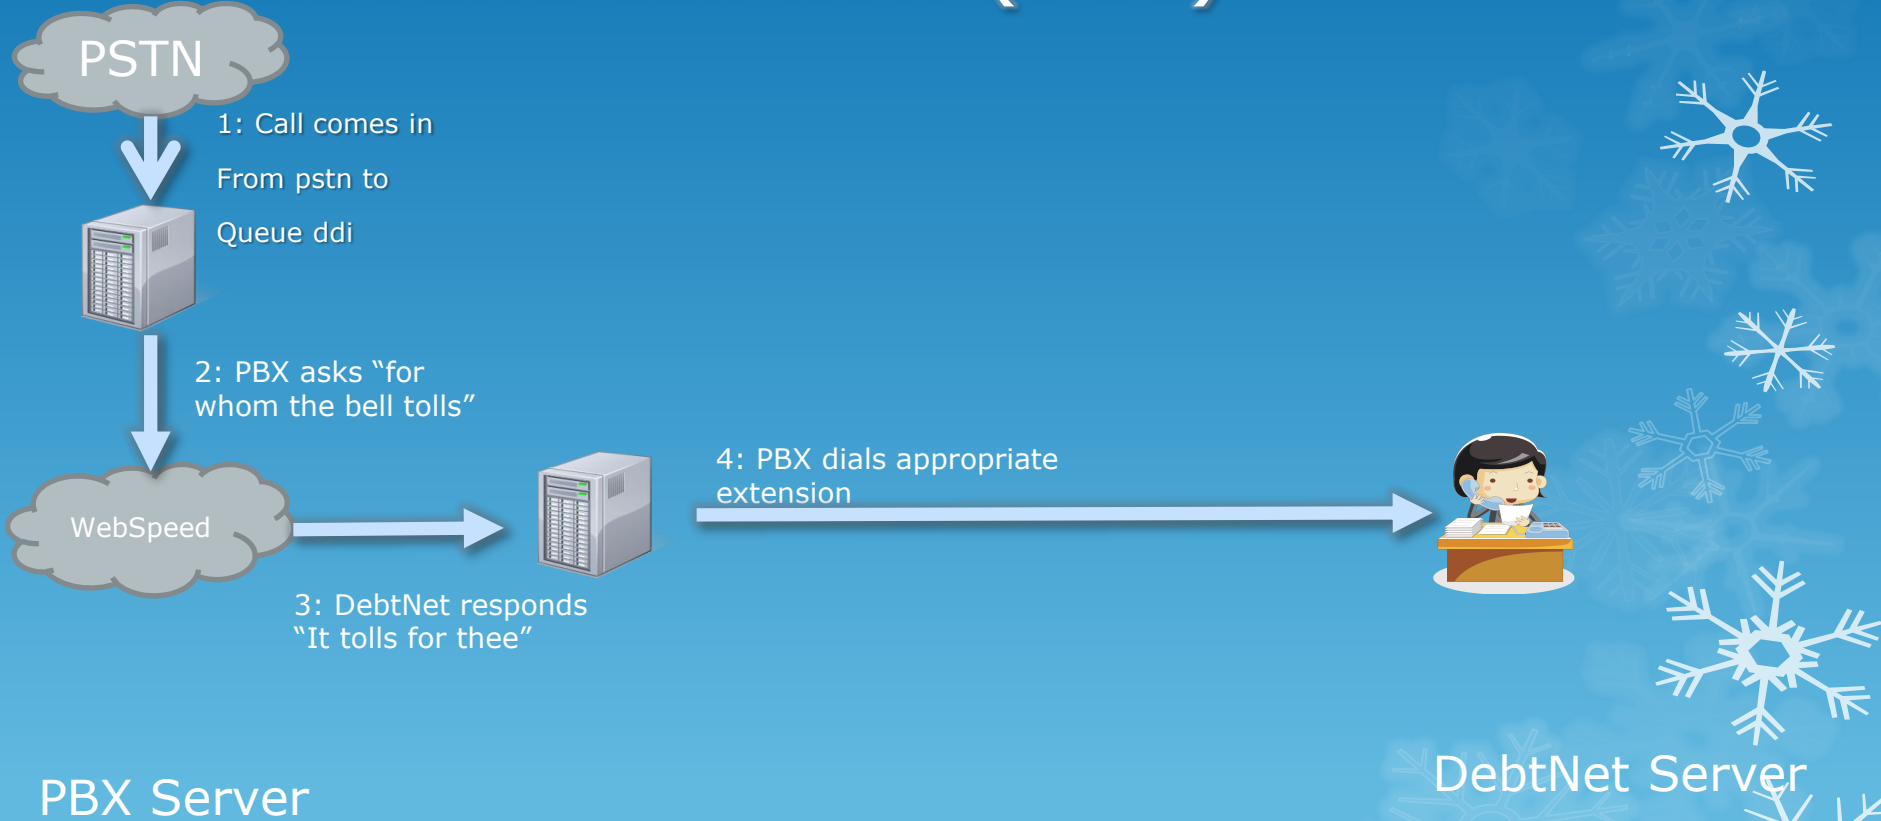 PSTN
1: Call comes in
From pstn to
Queue ddi
2: PBX asks “for
whom the bell tolls”
WebSpeed
4: PBX dials appropriate
extension
3: DebtNet responds
“It tolls for thee”
DebtNet Server
PBX Server